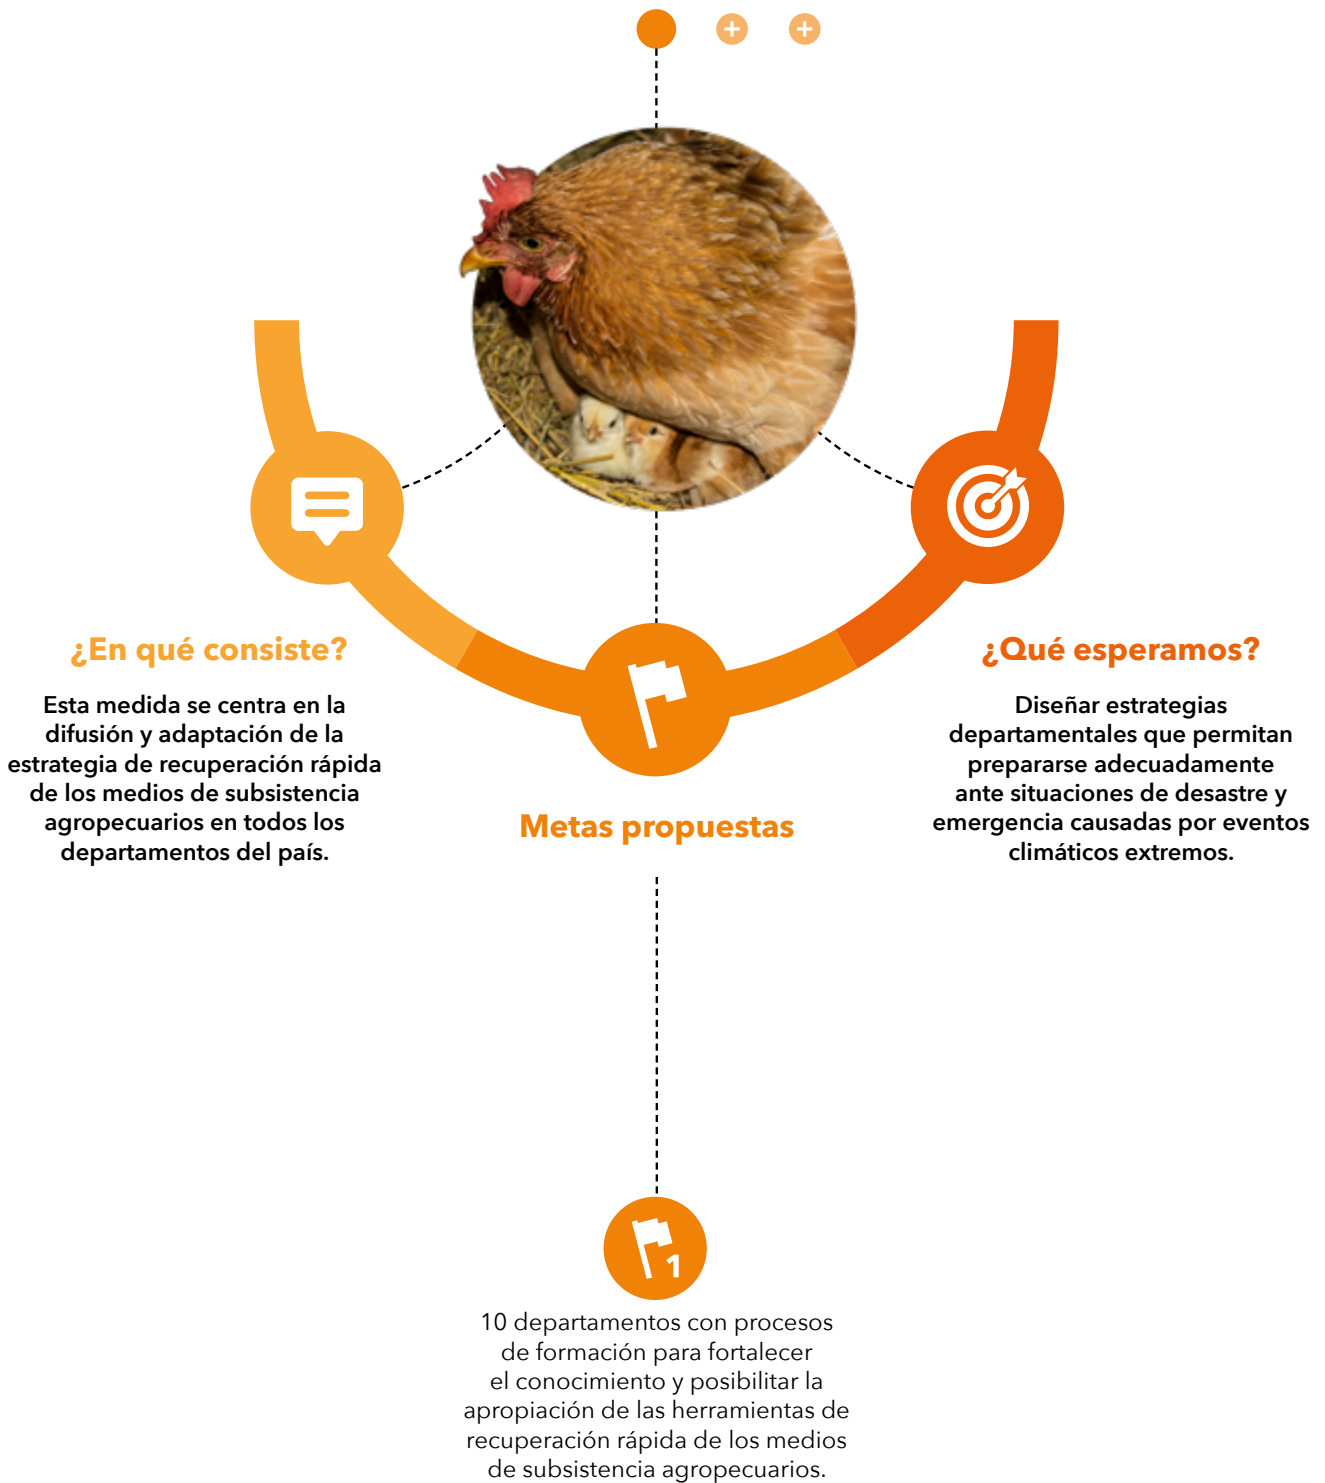 ¿En qué consiste?
Esta medida se centra en la
difusión y adaptación de la
estrategia de recuperación rápida
de los medios de subsistencia
agropecuarios en todos los
departamentos del país.
Metas propuestas
¿Qué esperamos?
Diseñar estrategias
departamentales que permitan
prepararse adecuadamente
ante situaciones de desastre y
emergencia causadas por eventos
climáticos extremos.
1
10 departamentos con procesos
de formación para fortalecer
el conocimiento y posibilitar la
apropiación de las herramientas de
recuperación rápida de los medios
de subsistencia agropecuarios.